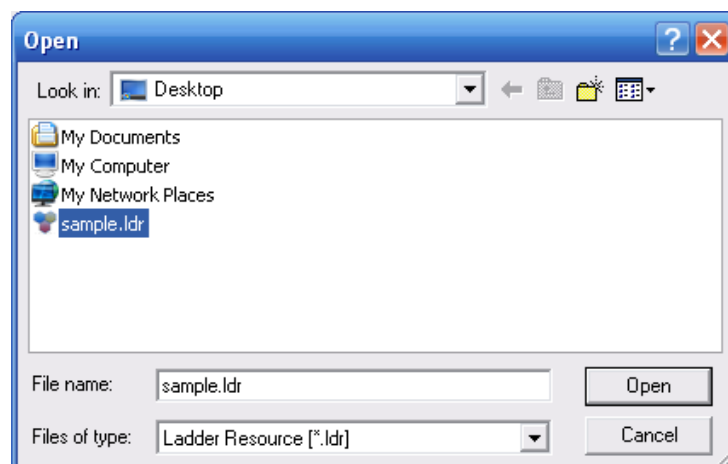 Open
Look in: Desktop
My Documents
My Computer
My Network Places
sample.ldr
File name: sample.ldr Open
Files of type: Ladder Resource [*.ldr] Cancel